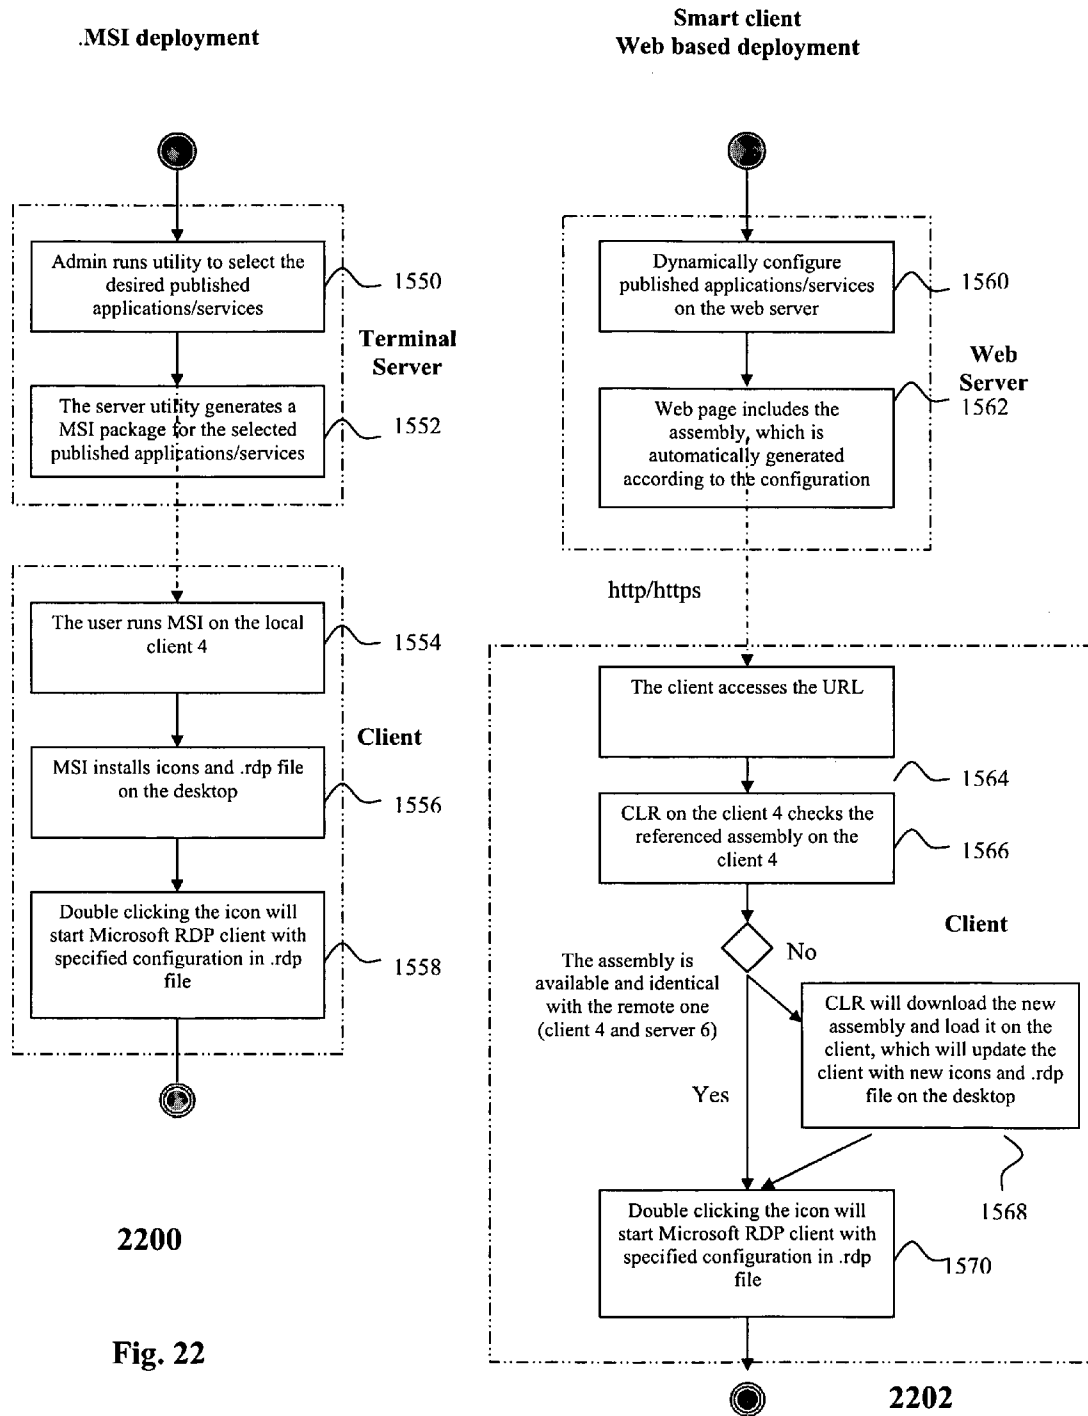 .MSI deployment
Admin runs utility to select the
desired published
applications/services
1550
Terminal
Server
The server utility generates a
MSI package for the selected
published applications/services
1552
The user runs MSI on the local
client 4
1554
Client
MSI installs icons and .rdp file
on the desktop
1556
Double clicking the icon will
start Microsoft RDP client with
specified configuration in .rdp
file
1558
2200
Fig. 22
Smart client
Web based deployment
Dynamically configure
published applications/services
on the web server
1560
Web
Server
Web page includes the
assembly, which is
automatically generated
according to the configuration
1562
http/https
The client accesses the URL
1564
CLR on the client 4 checks the
referenced assembly on the
client 4
1566
Client
No
The assembly is
available and identical
with the remote one
(client 4 and server 6)
Yes
CLR will download the new
assembly and load it on the
client, which will update the
client with new icons and .rdp
file on the desktop
1568
Double clicking the icon will
start Microsoft RDP client with
specified configuration in .rdp
file
1570
2202